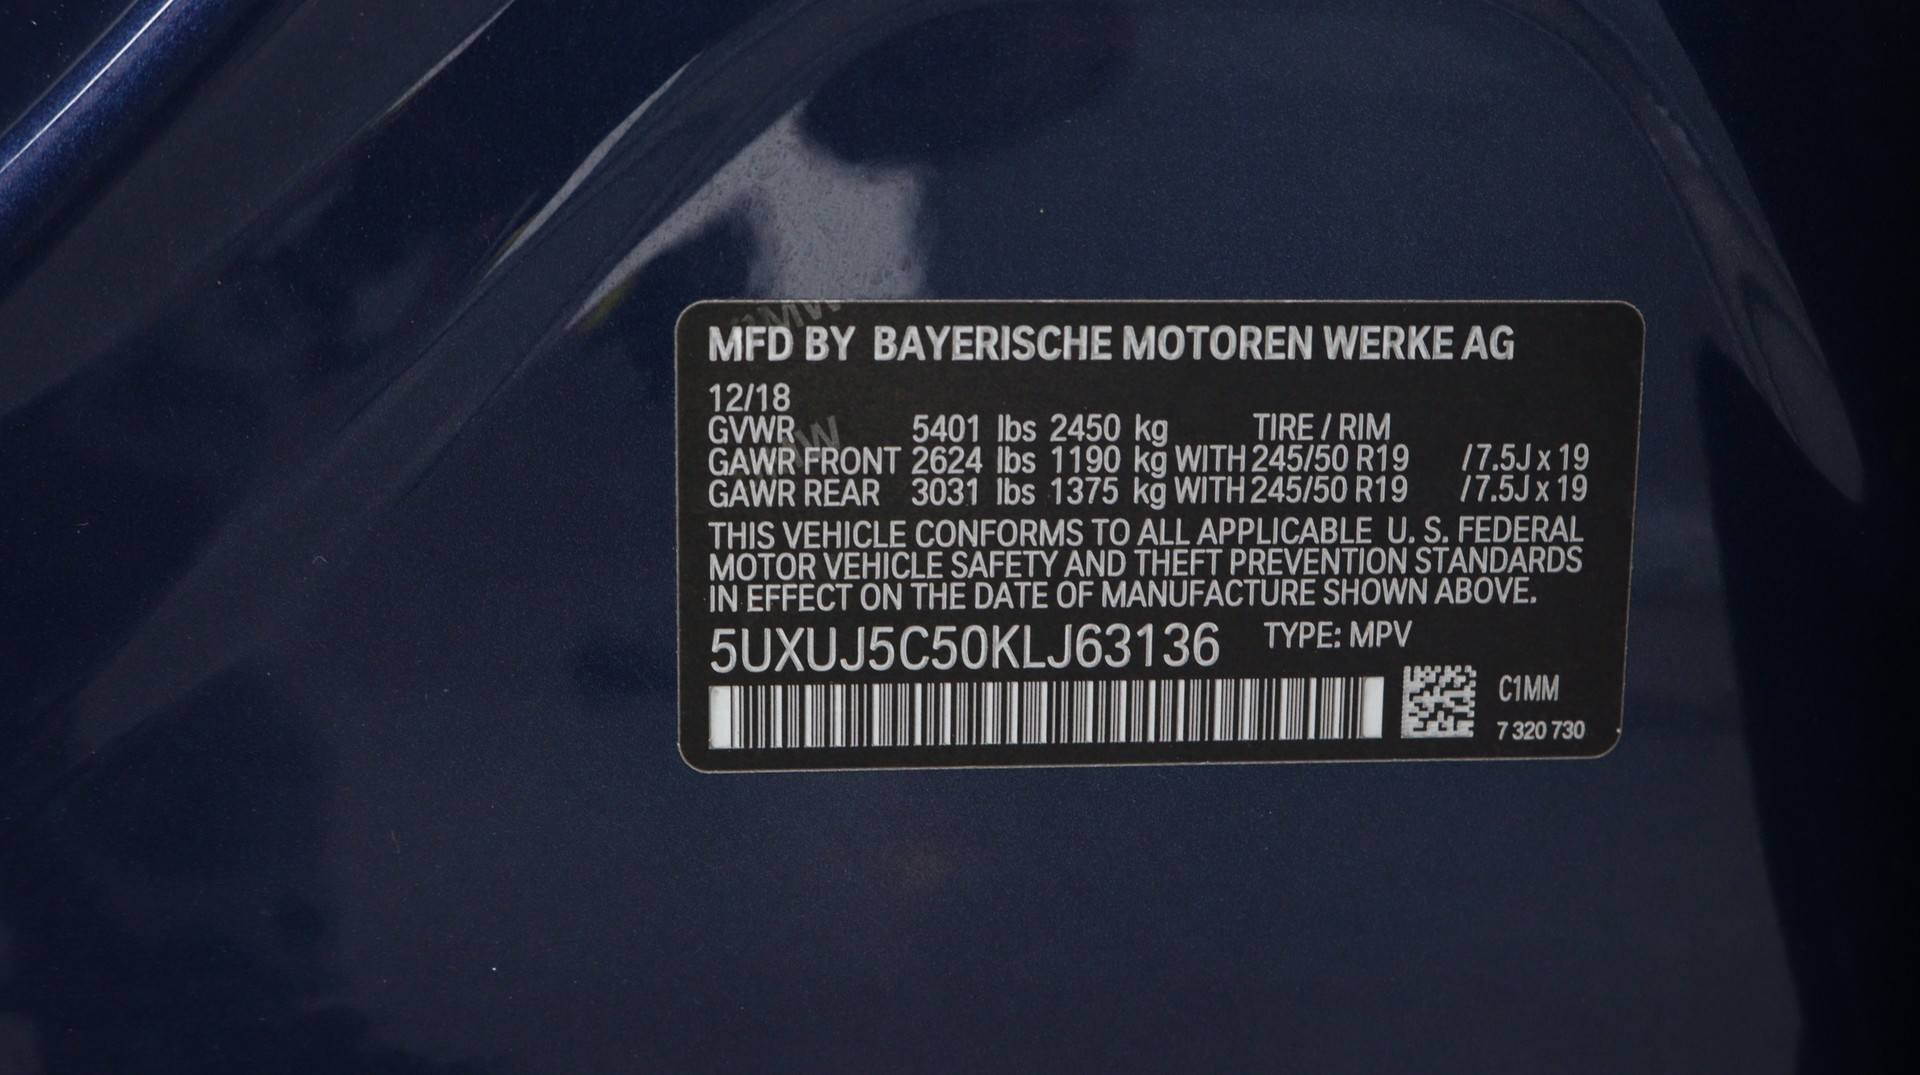 MFD BY BAYERISCHE MOTOREN WERKE AG
12/18
GVWR 5401 lbs 2450 kg TIRE / RIM
GAWR FRONT 2624 lbs 1190 kg WITH 245/50 R19 / 7.5J x 19
GAWR REAR 3031 lbs 1375 kg WITH 245/50 R19 / 7.5J x 19
THIS VEHICLE CONFORMS TO ALL APPLICABLE U. S. FEDERAL
MOTOR VEHICLE SAFETY AND THEFT PREVENTION STANDARDS
IN EFFECT ON THE DATE OF MANUFACTURE SHOWN ABOVE.
5UXUJ5C50KLJ63136 TYPE: MPV
C1MM
7 320 730